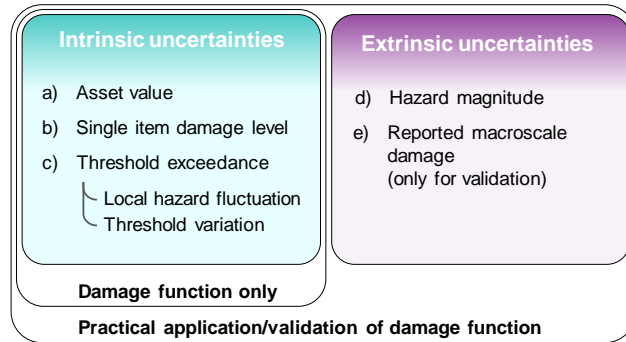 Intrinsic uncertainties
a) Asset value
b) Single item damage level
c) Threshold exceedance
Local hazard fluctuation
Threshold variation
Extrinsic uncertainties
d) Hazard magnitude
e) Reported macroscale
damage
(only for validation)
Damage function only
Practical application/validation of damage function